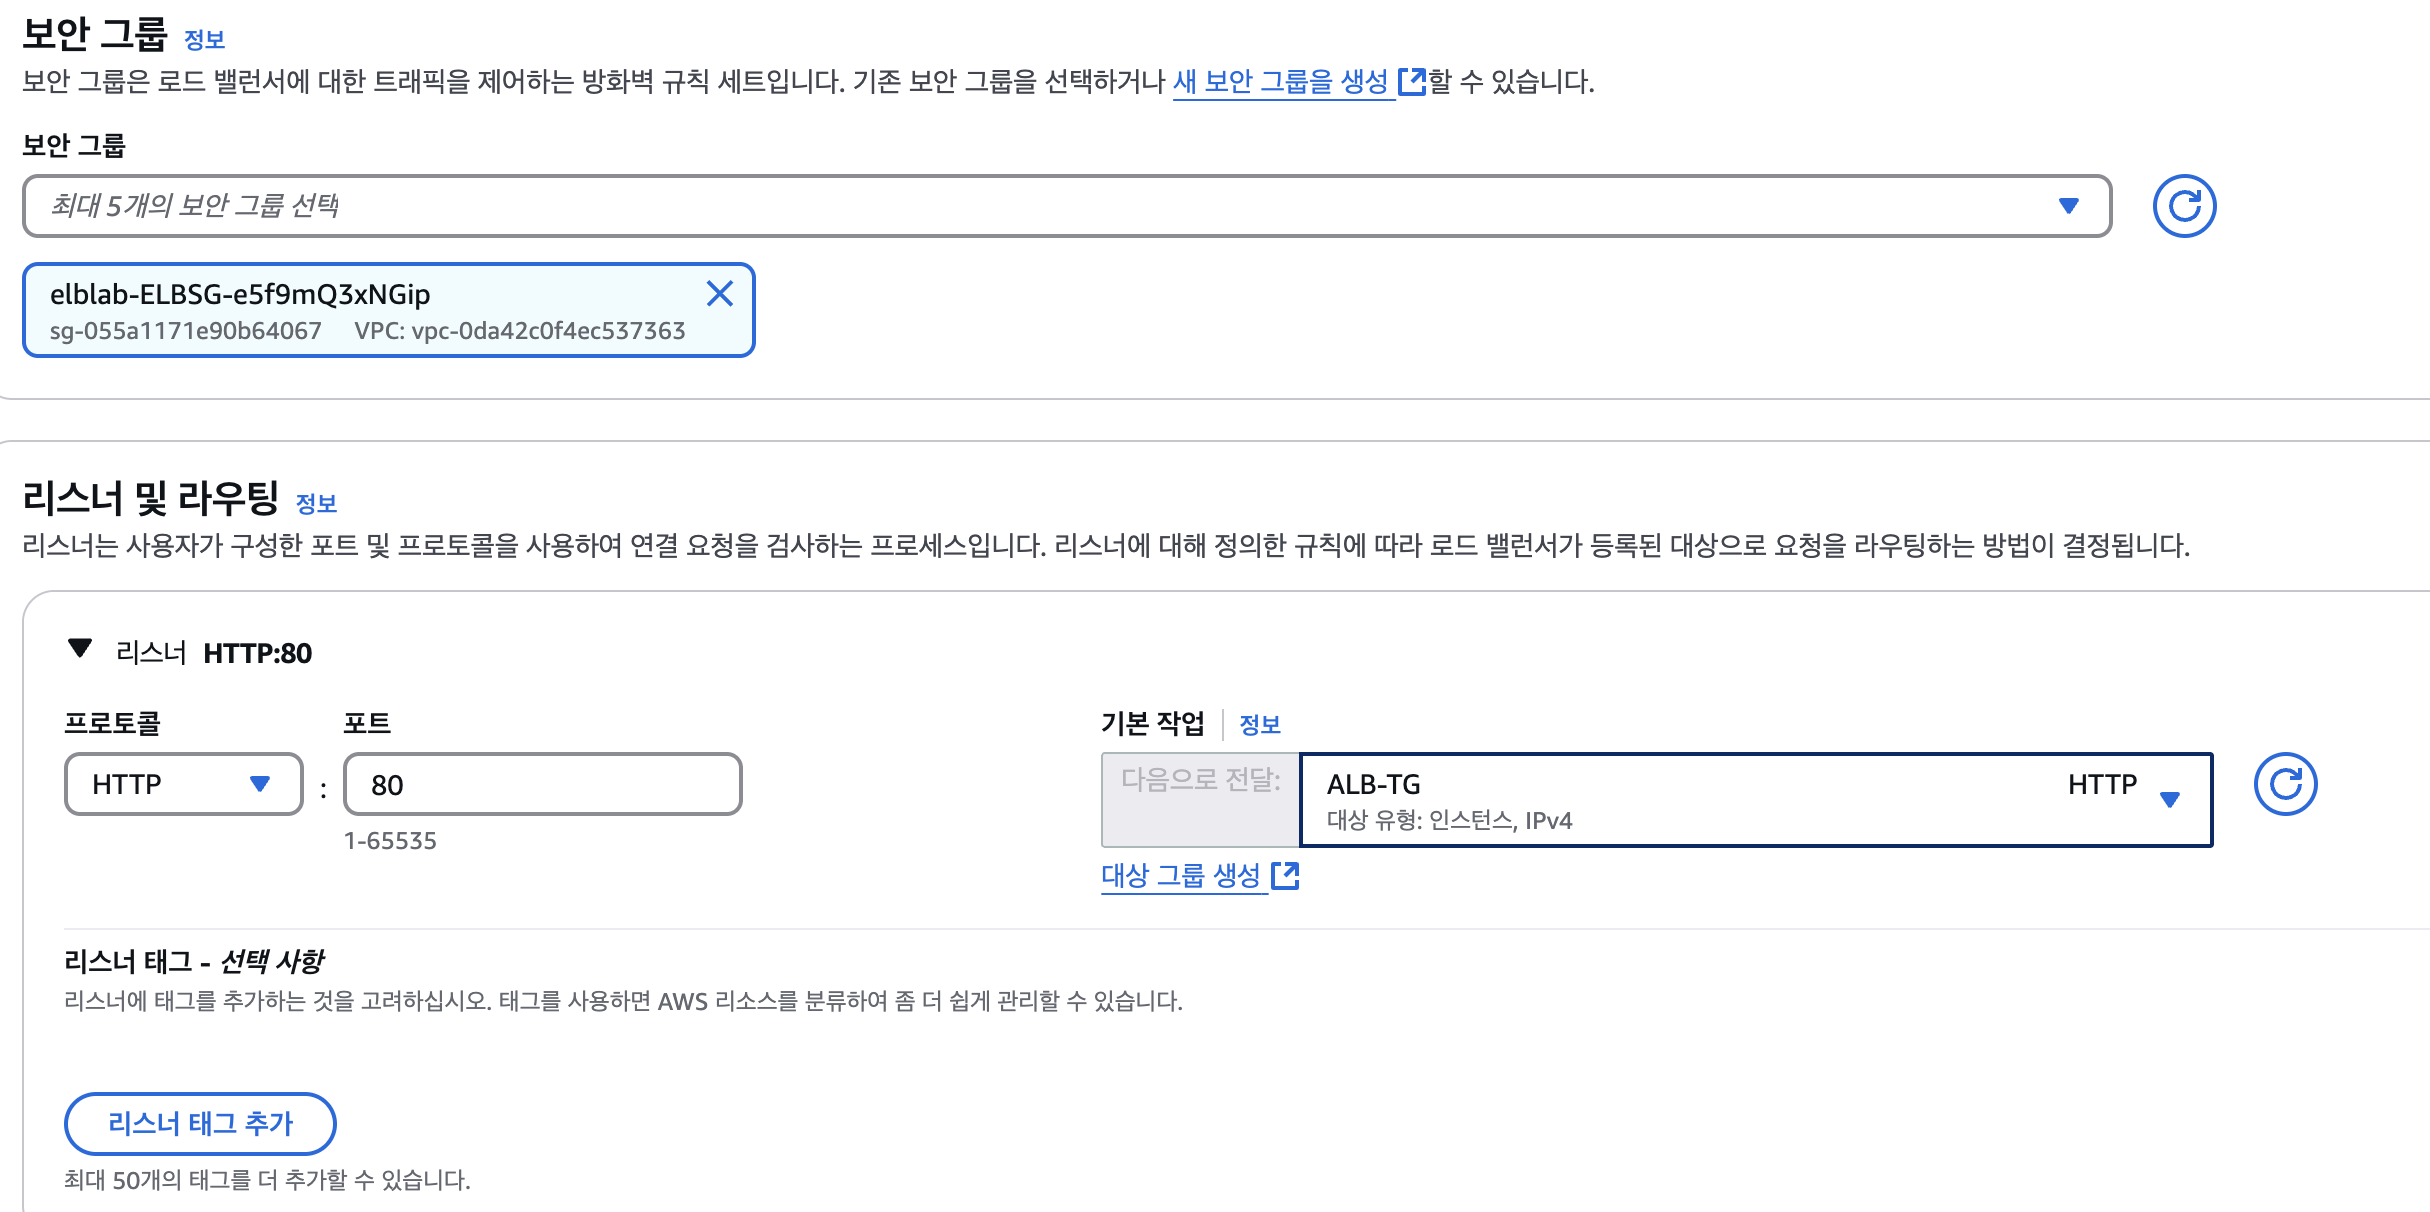 보안 그룹 정보
보안 그룹은 로드 밸런서에 대한 트래픽을 제어하는 방화벽 규칙 세트입니다. 기존 보안 그룹을 선택하거나 새 보안 그룹을 생성할 수 있습니다.
보안 그룹
최대 5개의 보안 그룹 선택
elblab-ELBSG-e5f9mQ3xNGip
sg-055a1171e90b64067 VPC: vpc-0da42c0f4ec537363
리스너 및 라우팅 정보
리스너는 사용자가 구성한 포트 및 프로토콜을 사용하여 연결 요청을 검사하는 프로세스입니다. 리스너에 대해 정의한 규칙에 따라 로드 밸런서가 등록된 대상으로 요청을 라우팅하는 방법이 결정됩니다.
리스너 HTTP:80
프로토콜 포트 기본 작업 정보
HTTP : 80 다음으로 전달: ALB-TG HTTP
1-65535 대상 유형: 인스턴스, IPv4
대상 그룹 생성
리스너 태그 - 선택 사항
리스너에 태그를 추가하는 것을 고려하십시오. 태그를 사용하면 AWS 리소스를 분류하여 좀 더 쉽게 관리할 수 있습니다.
리스너 태그 추가
최대 50개의 태그를 더 추가할 수 있습니다.